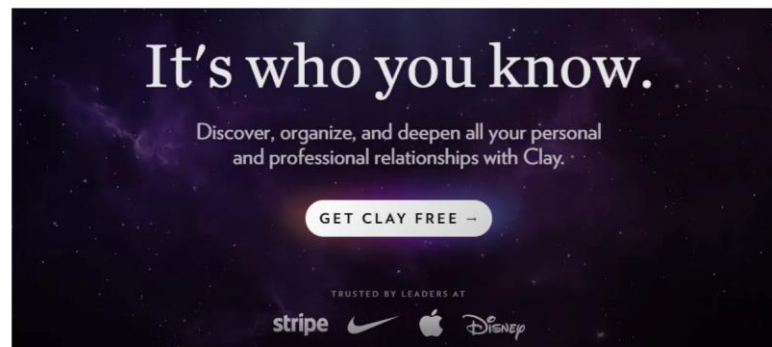 It's who you know.
Discover, organize, and deepen all your personal
and professional relationships with Clay.
GET CLAY FREE →
TRUSTED BY LEADERS AT
stripe Disney